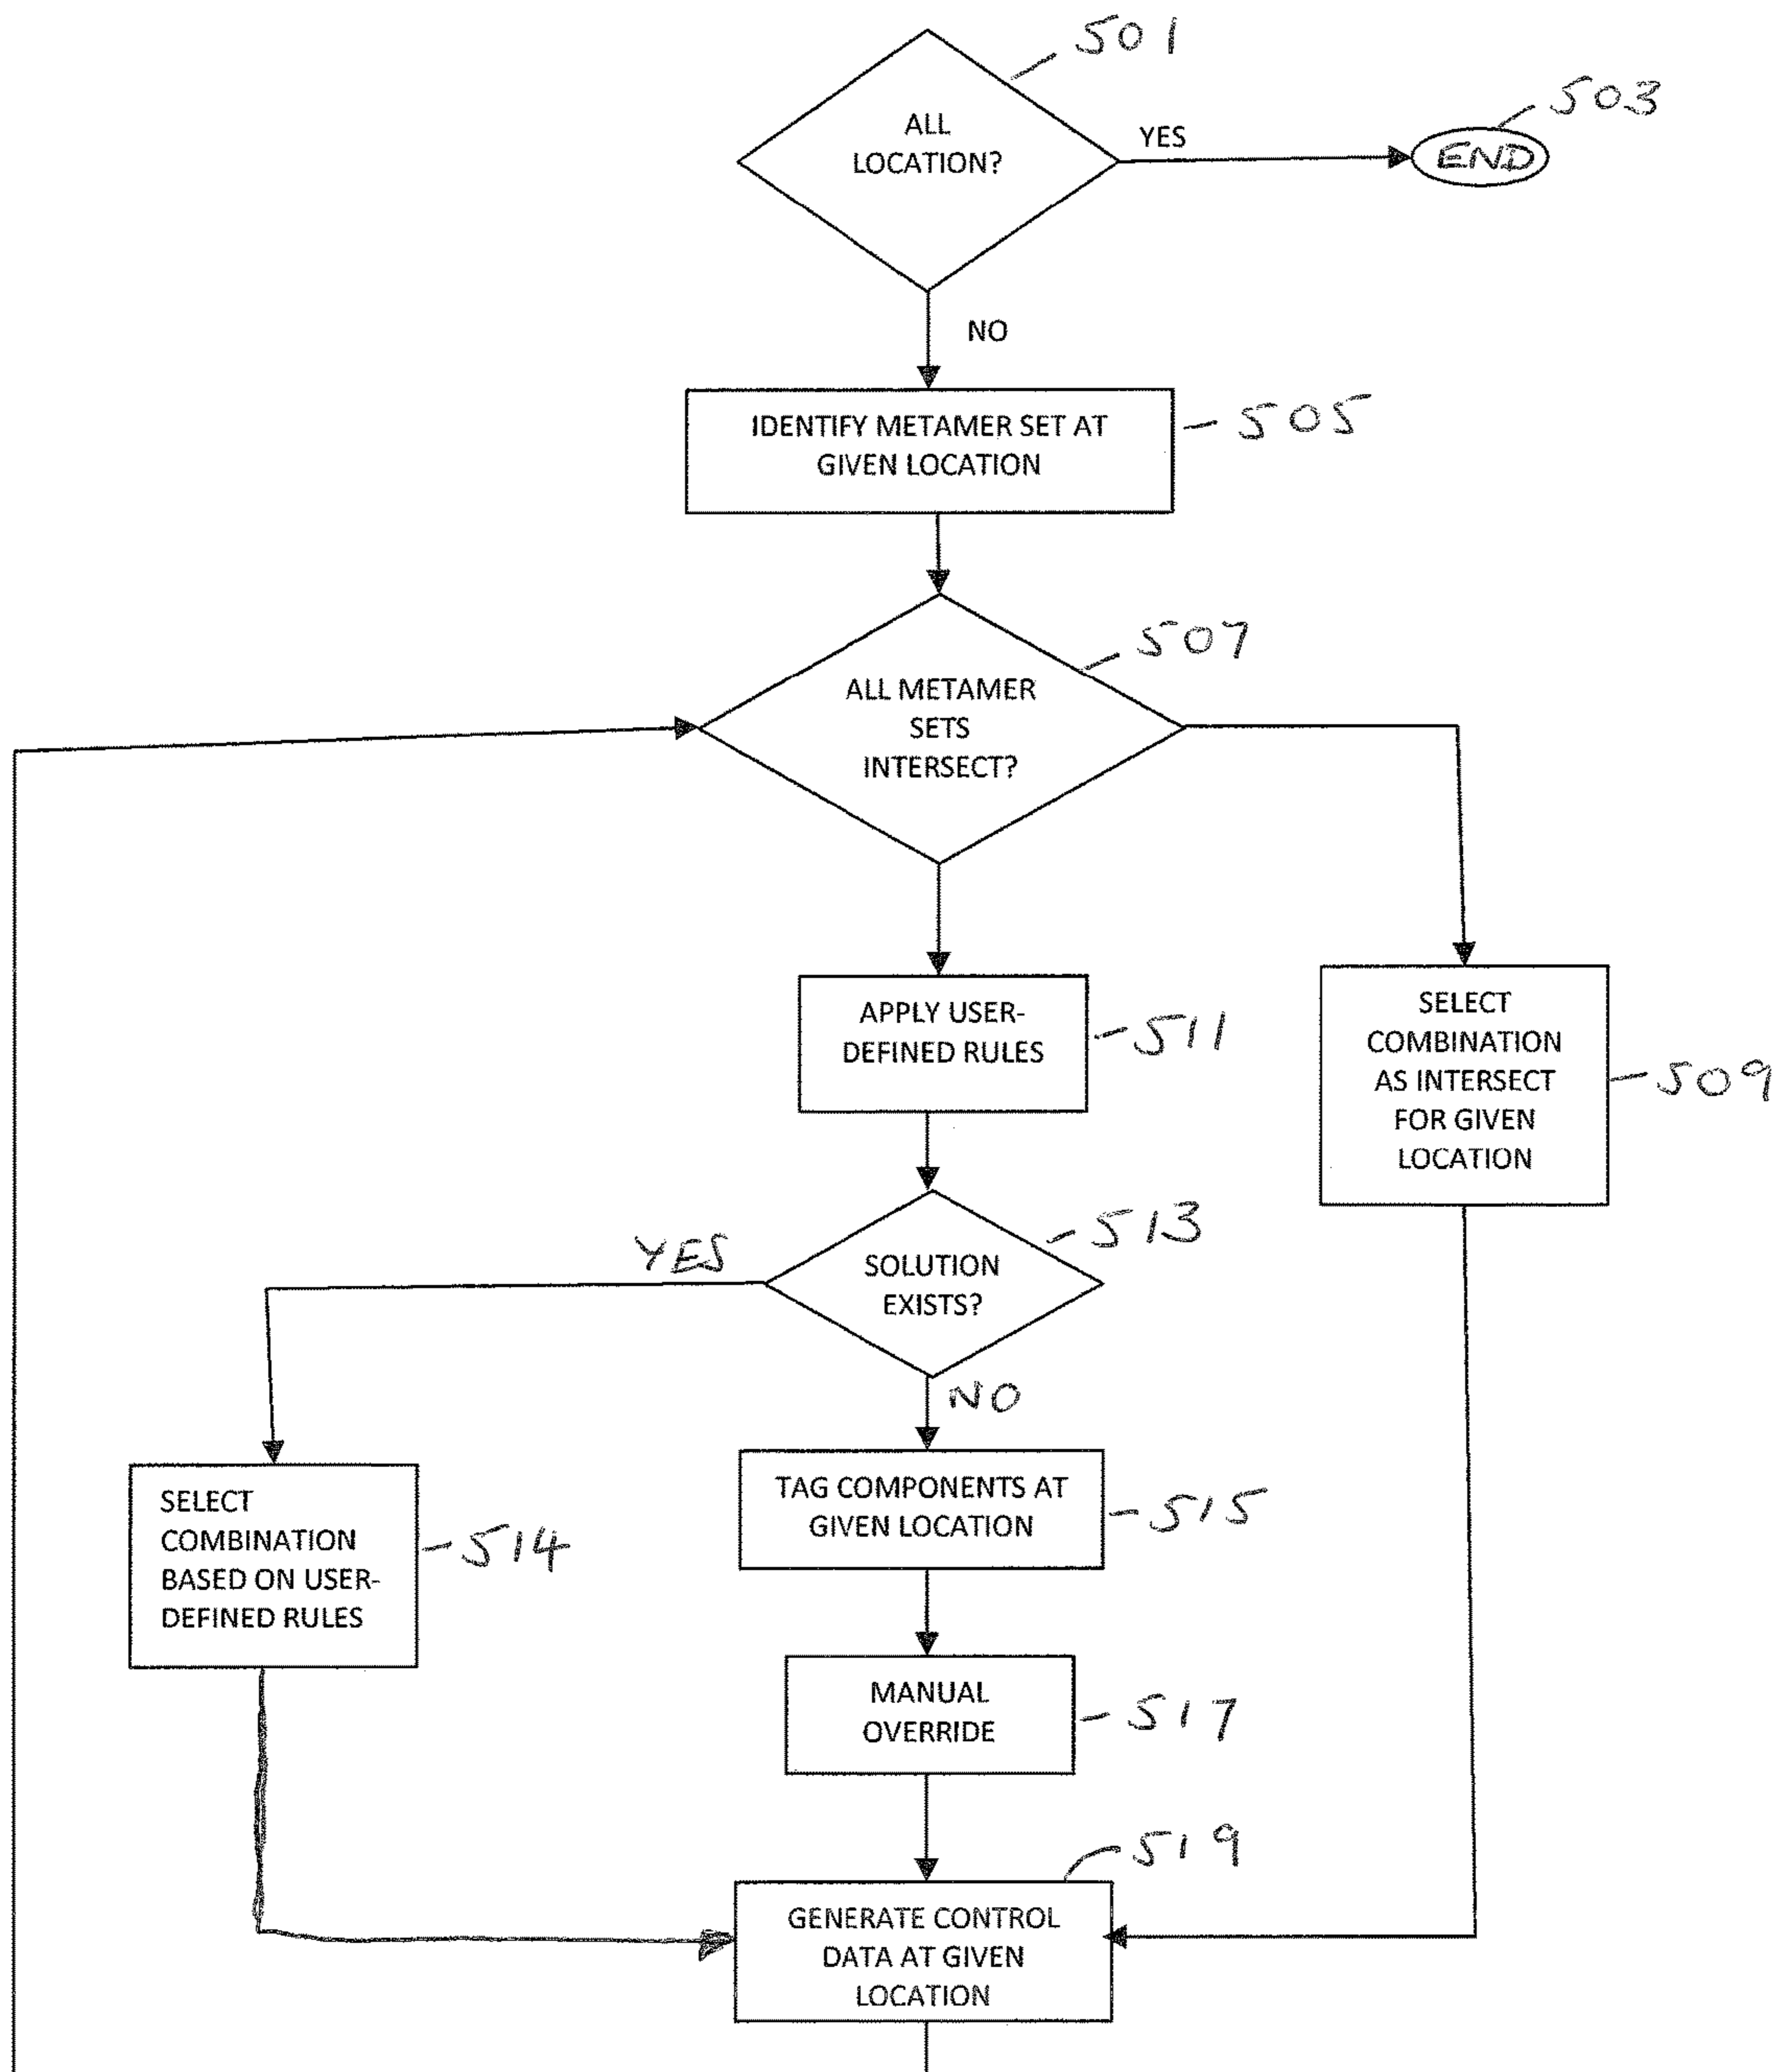 501
ALL
LOCATION?
YES
503
END
NO
IDENTIFY METAMER SET AT
GIVEN LOCATION
505
507
ALL METAMER
SETS
INTERSECT?
APPLY USER-
DEFINED RULES
511
SELECT
COMBINATION
AS INTERSECT
FOR GIVEN
LOCATION
509
513
YES
SOLUTION
EXISTS?
NO
SELECT
COMBINATION
BASED ON USER-
DEFINED RULES
514
TAG COMPONENTS AT
GIVEN LOCATION
515
MANUAL
OVERRIDE
517
519
GENERATE CONTROL
DATA AT GIVEN
LOCATION